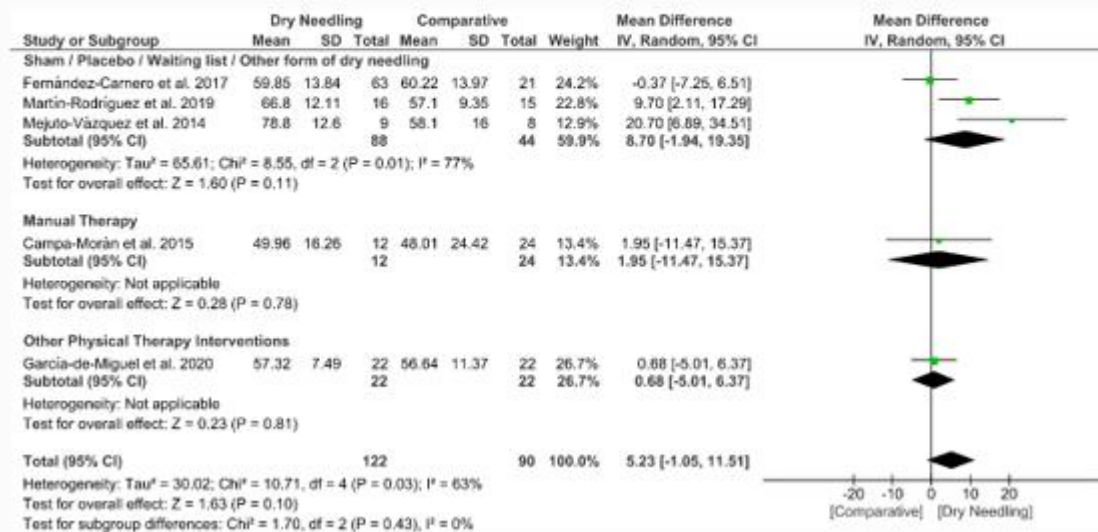 Dry Needling Comparative Mean Difference Mean Difference
Study or Subgroup Mean SD Total Mean SD Total Weight IV, Random, 95% CI IV, Random, 95% CI
Sham / Placebo / Waiting list / Other form of dry needling
Fernández-Carnero et al. 2017 59.85 13.84 63 60.22 13.97 21 24.2% -0.37 [-7.25, 6.51]
Martín-Rodríguez et al. 2019 66.8 12.11 16 57.1 9.35 15 22.8% 9.70 [2.11, 17.29]
Mejuto-Vázquez et al. 2014 78.8 12.6 9 58.1 16 8 12.9% 20.70 [6.89, 34.51]
Subtotal (95% CI) 88 44 59.9% 8.70 [-1.94, 19.35]
Heterogeneity: Tau² = 65.61; Chi² = 8.55, df = 2 (P = 0.01); I² = 77%
Test for overall effect: Z = 1.60 (P = 0.11)
Manual Therapy
Campa-Morán et al. 2015 49.96 16.26 12 48.01 24.42 24 13.4% 1.95 [-11.47, 15.37]
Subtotal (95% CI) 12 24 13.4% 1.95 [-11.47, 15.37]
Heterogeneity: Not applicable
Test for overall effect: Z = 0.28 (P = 0.78)
Other Physical Therapy Interventions
García-de-Miguel et al. 2020 57.32 7.49 22 56.64 11.37 22 26.7% 0.68 [-5.01, 6.37]
Subtotal (95% CI) 22 22 26.7% 0.68 [-5.01, 6.37]
Heterogeneity: Not applicable
Test for overall effect: Z = 0.23 (P = 0.81)
Total (95% CI) 122 90 100.0% 5.23 [-1.05, 11.51]
Heterogeneity: Tau² = 30.02; Chi² = 10.71, df = 4 (P = 0.03); I² = 63%
Test for overall effect: Z = 1.63 (P = 0.10)
Test for subgroup differences: Chi² = 1.70, df = 2 (P = 0.43), I² = 0%
-20 -10 0 10 20
[Comparative] [Dry Needling]